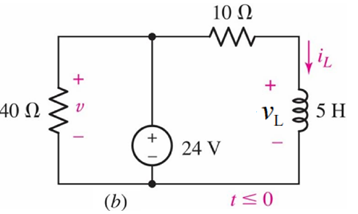 10 Ω
i_L
+
40 Ω
v
−
+
−
24 V
+
v_L
−
5 H
(b)
t ≤ 0